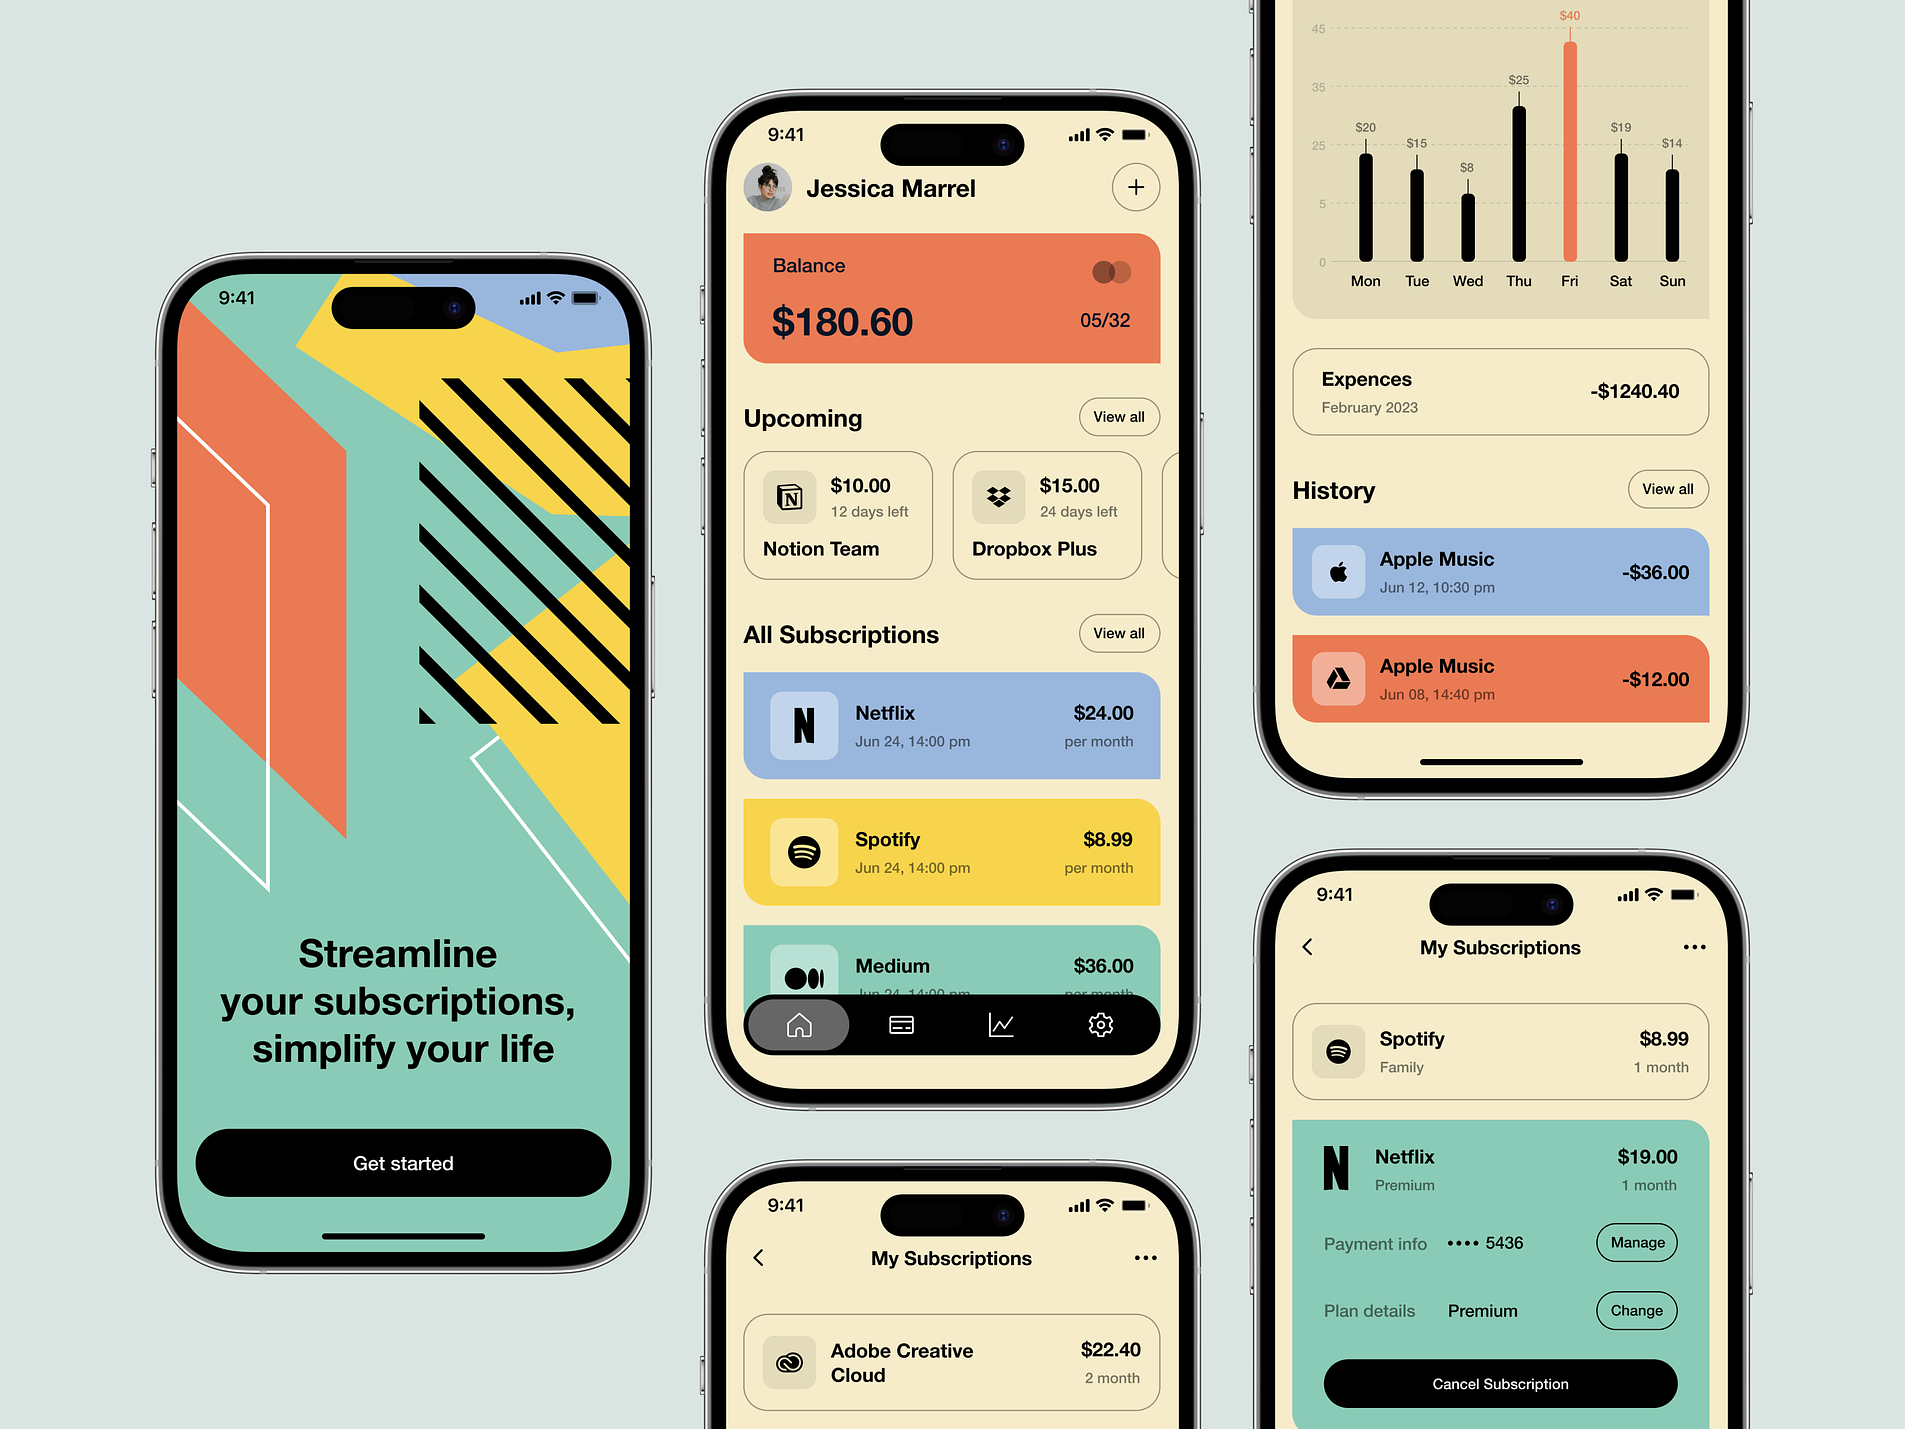 9:41
Streamline
your subscriptions,
simplify your life
Get started
9:41
Jessica Marrel
Balance
$180.60
05/32
Upcoming
View all
$10.00
12 days left
Notion Team
$15.00
24 days left
Dropbox Plus
All Subscriptions
View all
Netflix
$24.00
Jun 24, 14:00 pm
per month
Spotify
$8.99
Jun 24, 14:00 pm
per month
Medium
$36.00
Jun 24, 14:00 pm
per month
9:41
My Subscriptions
Adobe Creative
Cloud
$22.40
2 month
45
35
25
5
0
$20
$15
$8
$25
$40
$19
$14
Mon
Tue
Wed
Thu
Fri
Sat
Sun
Expences
-$1240.40
February 2023
History
View all
Apple Music
-$36.00
Jun 12, 10:30 pm
Apple Music
-$12.00
Jun 08, 14:40 pm
9:41
My Subscriptions
Spotify
$8.99
Family
1 month
Netflix
$19.00
Premium
1 month
Payment info
•••• 5436
Manage
Plan details
Premium
Change
Cancel Subscription